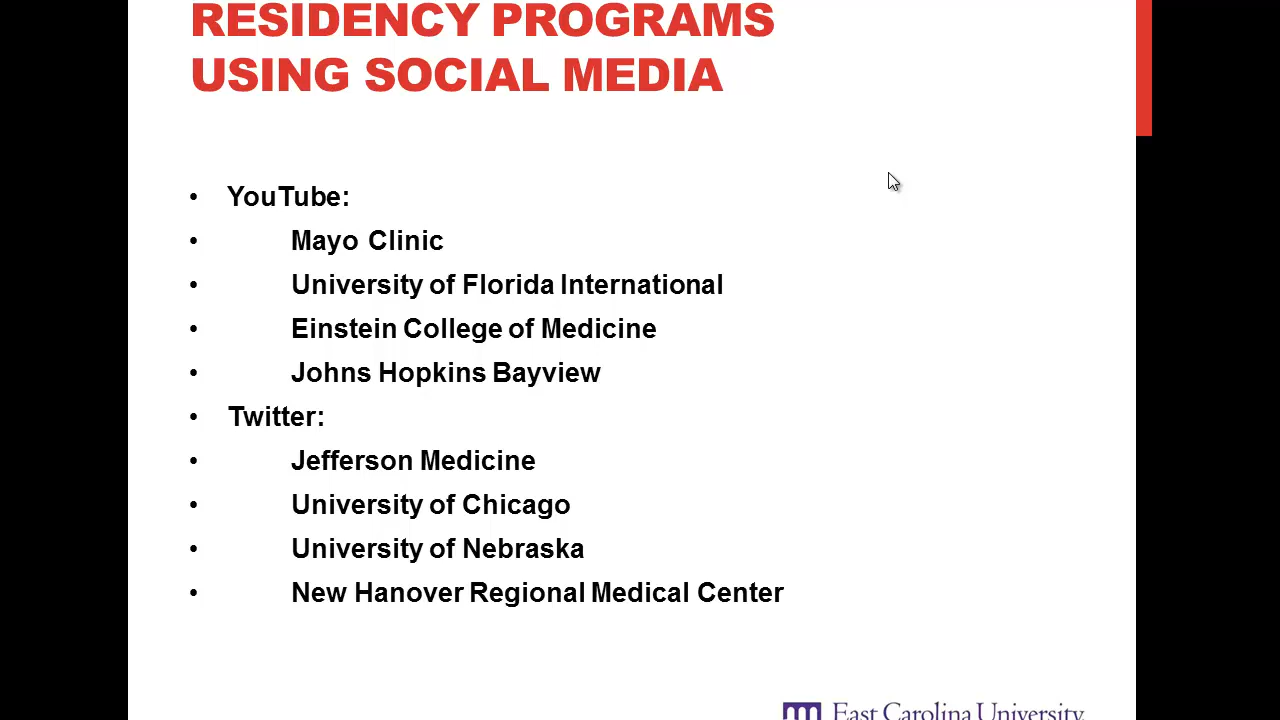 RESIDENCY PROGRAMS
USING SOCIAL MEDIA
• YouTube:
• Mayo Clinic
• University of Florida International
• Einstein College of Medicine
• Johns Hopkins Bayview
• Twitter:
• Jefferson Medicine
• University of Chicago
• University of Nebraska
• New Hanover Regional Medical Center
East Carolina University